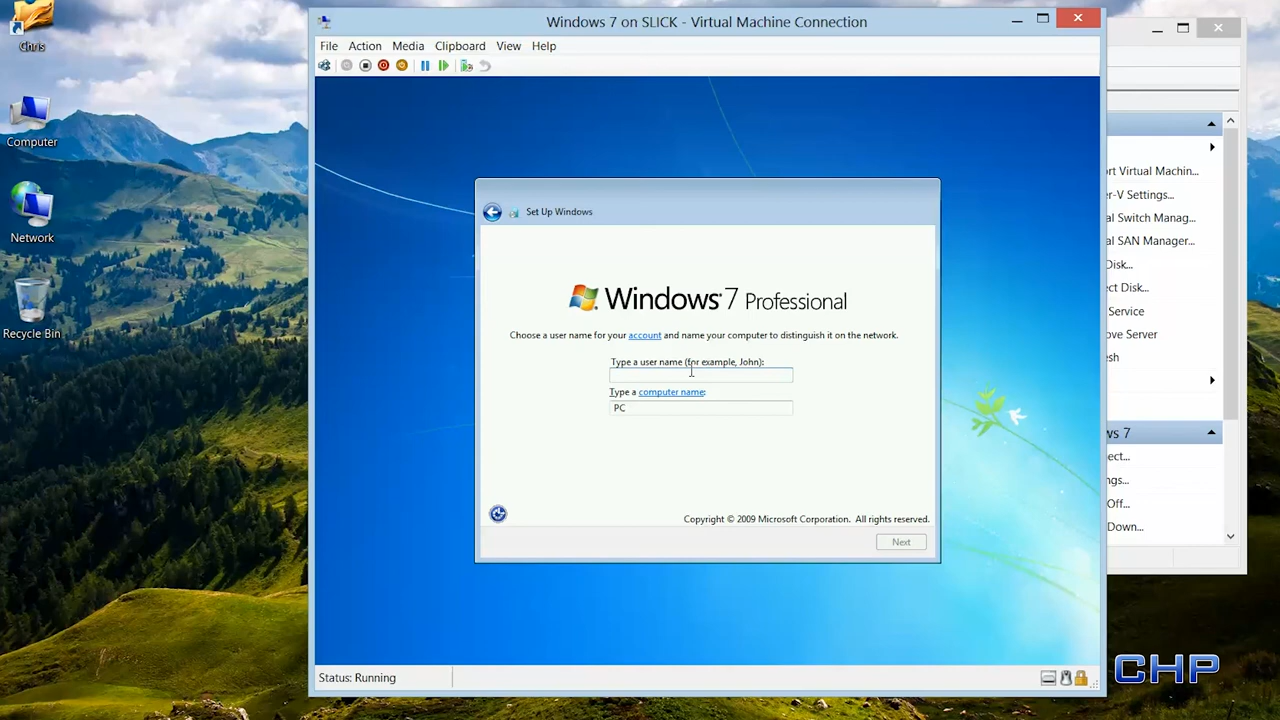 Chris
Computer
Network
Recycle Bin
Windows 7 on SLICK - Virtual Machine Connection
File Action Media Clipboard View Help
Set Up Windows
Windows 7 Professional
Choose a user name for your account and name your computer to distinguish it on the network.
Type a user name (for example, John):
Type a computer name:
PC
Copyright © 2009 Microsoft Corporation. All rights reserved.
Next
Status: Running
rt Virtual Machin...
r-V Settings...
al Switch Manag...
al SAN Manager...
Disk...
ect Disk...
Service
ove Server
esh
ws 7
ect...
ngs...
Off...
Down...
CHP